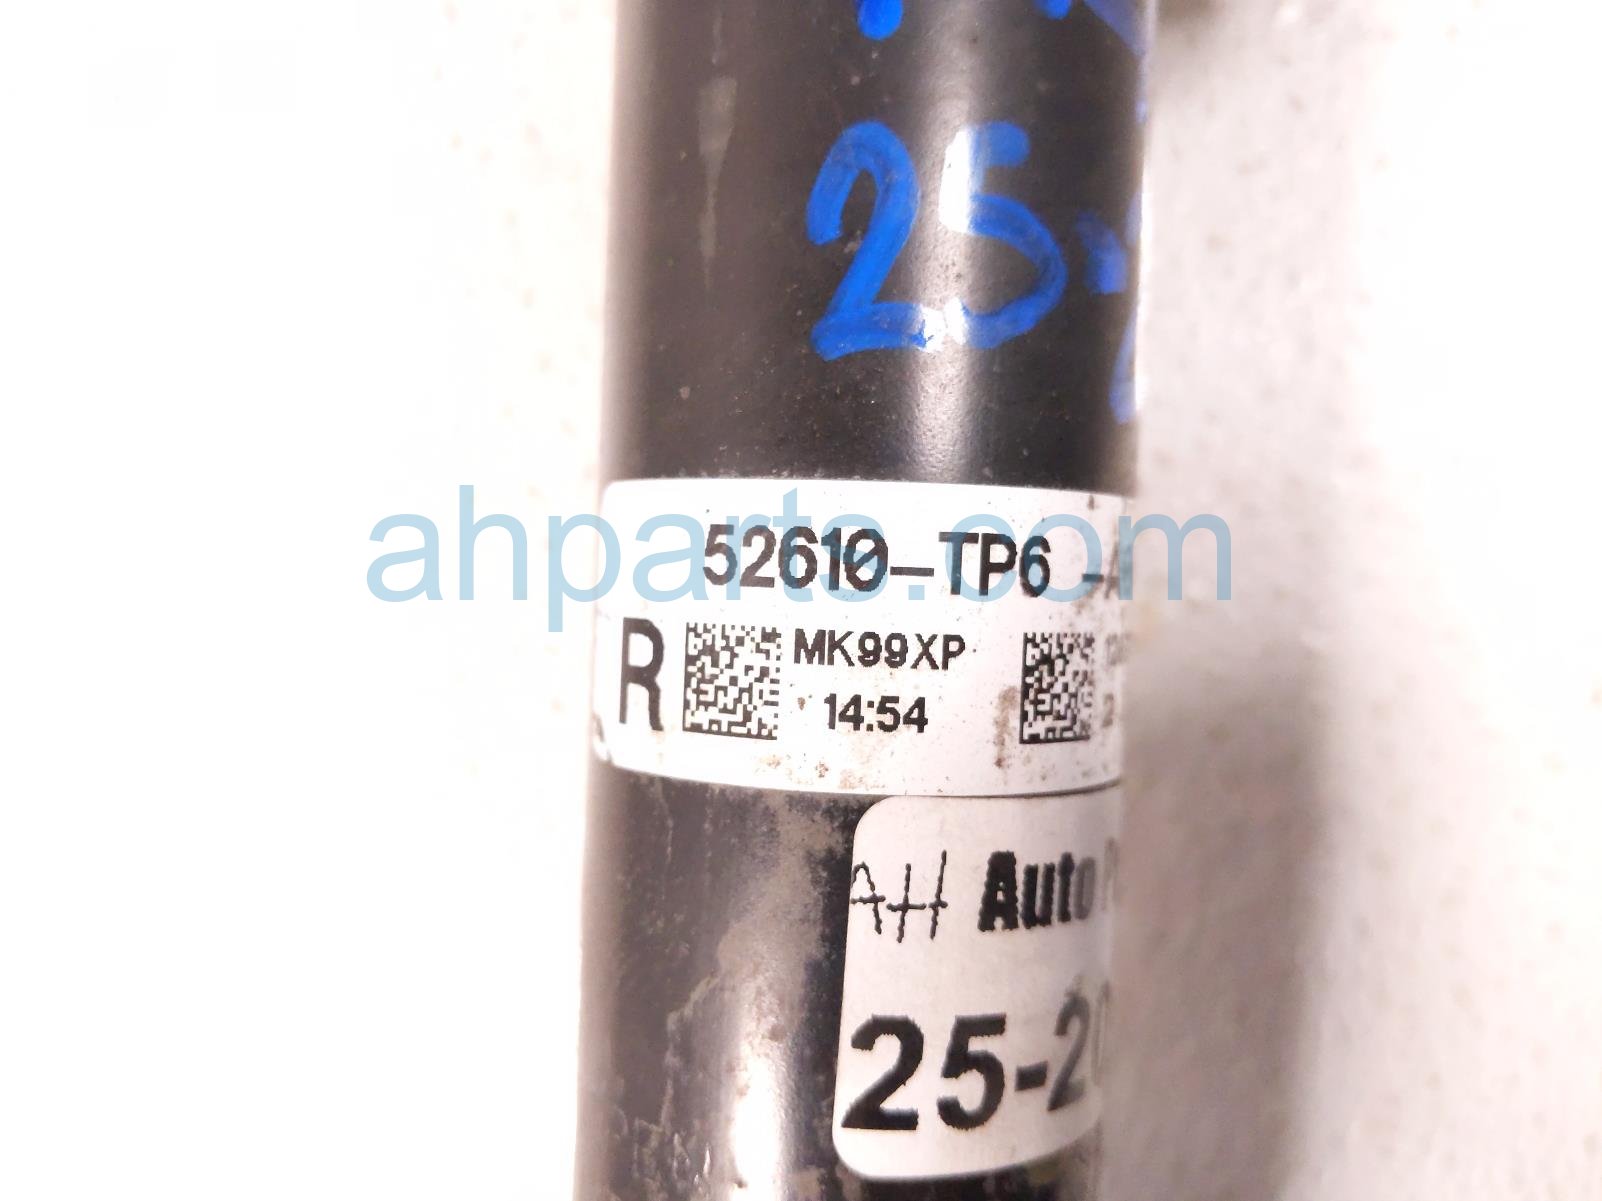 25-
52610-TP6 -A
R
MK99XP
14:54
AH Auto
25-2
ahparts.com